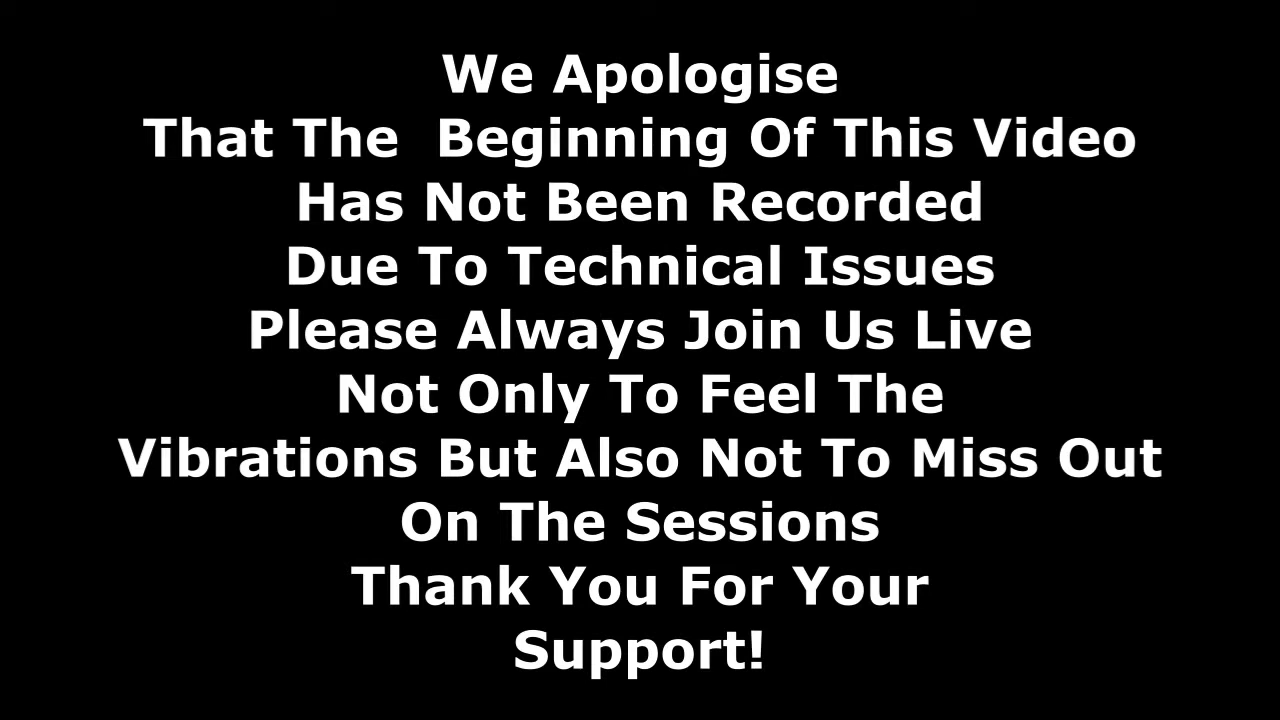 We Apologise
That The  Beginning Of This Video
Has Not Been Recorded
Due To Technical Issues
Please Always Join Us Live
Not Only To Feel The
Vibrations But Also Not To Miss Out
On The Sessions
Thank You For Your
Support!